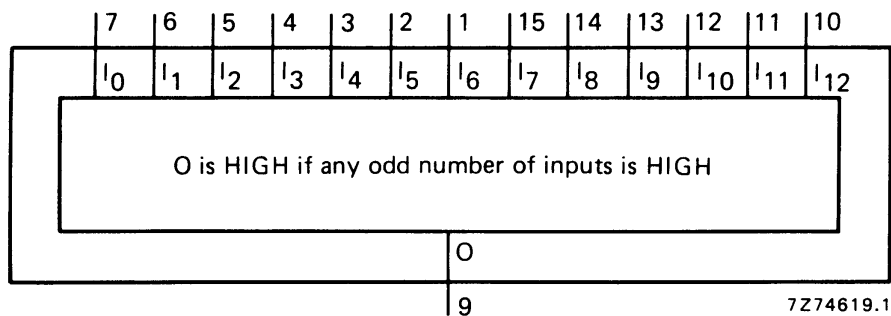 7 6 5 4 3 2 1 15 14 13 12 11 10
I0 I1 I2 I3 I4 I5 I6 I7 I8 I9 I10 I11 I12
O is HIGH if any odd number of inputs is HIGH
O
9
7Z74619.1